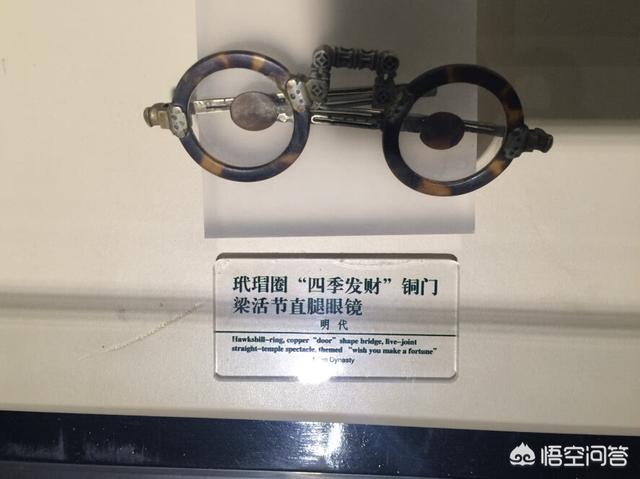 玳瑁圈“四季发财”铜门
梁活节直腿眼镜
明代
Hawksbill-ring, copper "door" shape bridge, live-joint
straight-temple spectacle, themed "wish you make a fortune"
Dynasty
悟空问答